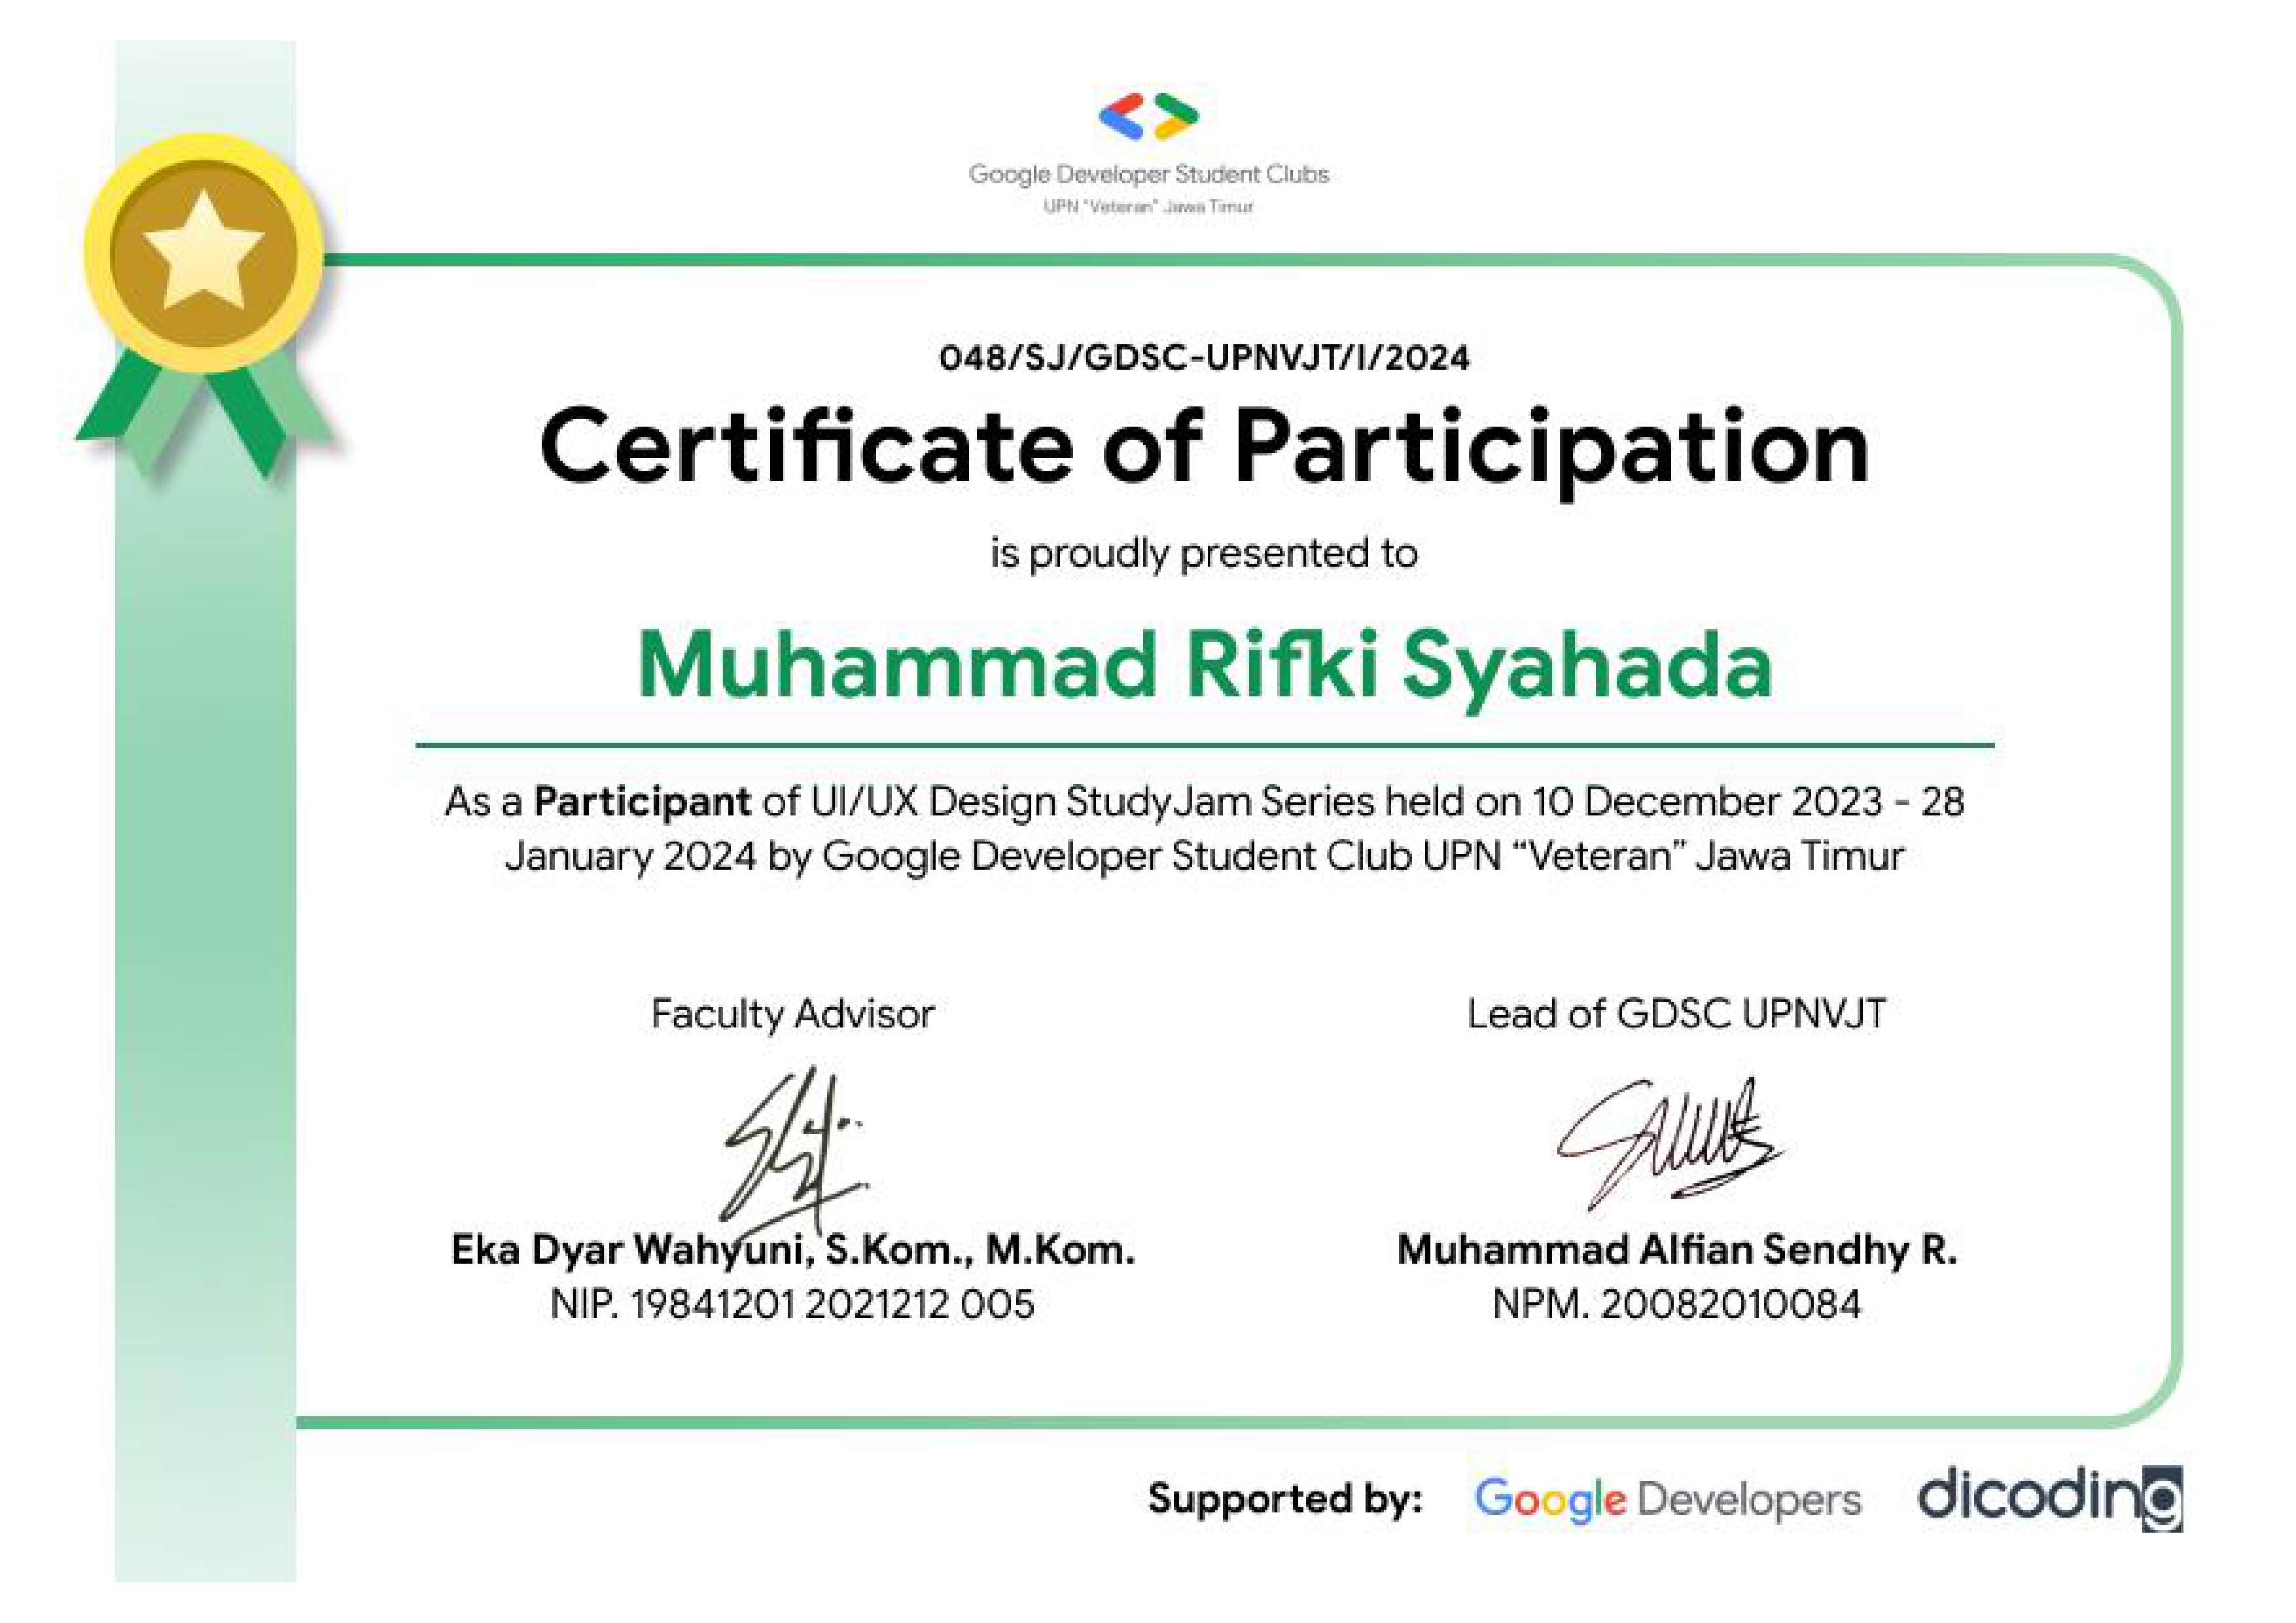 Google Developer Student Clubs
UPN "Veteran" Jawa Timur
048/SJ/GDSC-UPNVJT/I/2024
Certificate of Participation
is proudly presented to
Muhammad Rifki Syahada
As a Participant of UI/UX Design StudyJam Series held on 10 December 2023 - 28
January 2024 by Google Developer Student Club UPN “Veteran” Jawa Timur
Faculty Advisor
Lead of GDSC UPNVJT
Eka Dyar Wahyuni, S.Kom., M.Kom.
Muhammad Alfian Sendhy R.
NIP. 19841201 2021212 005
NPM. 20082010084
Supported by: Google Developers dicoding